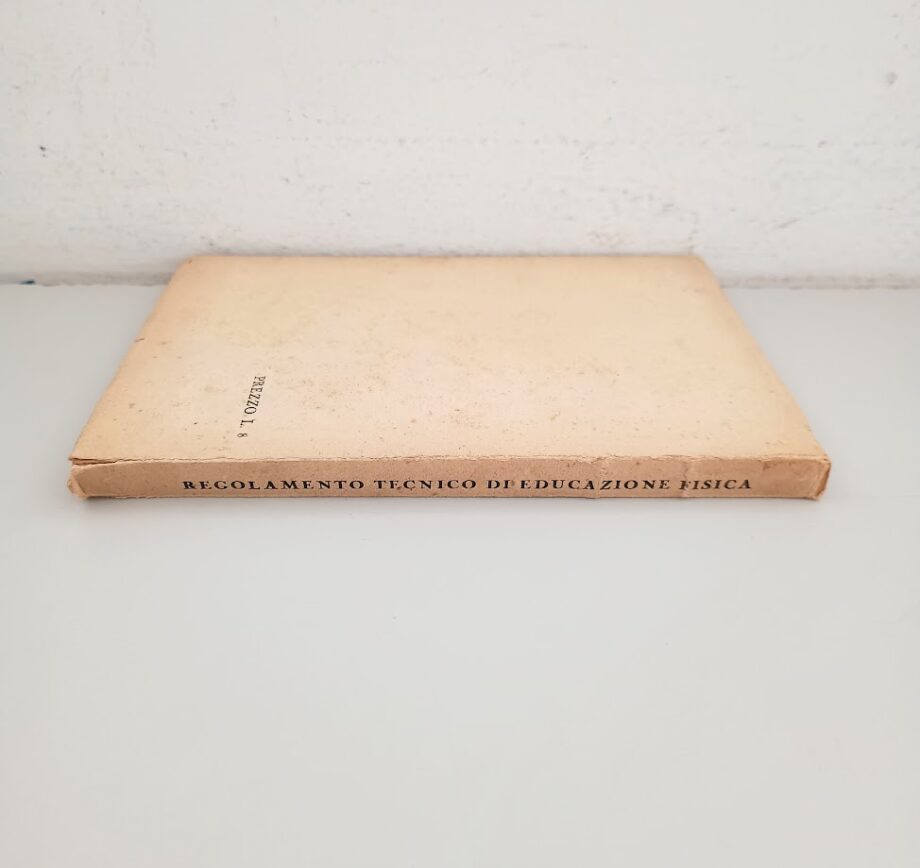 PREZZO L. 8
REGOLAMENTO TECNICO DI EDUCAZIONE FISICA